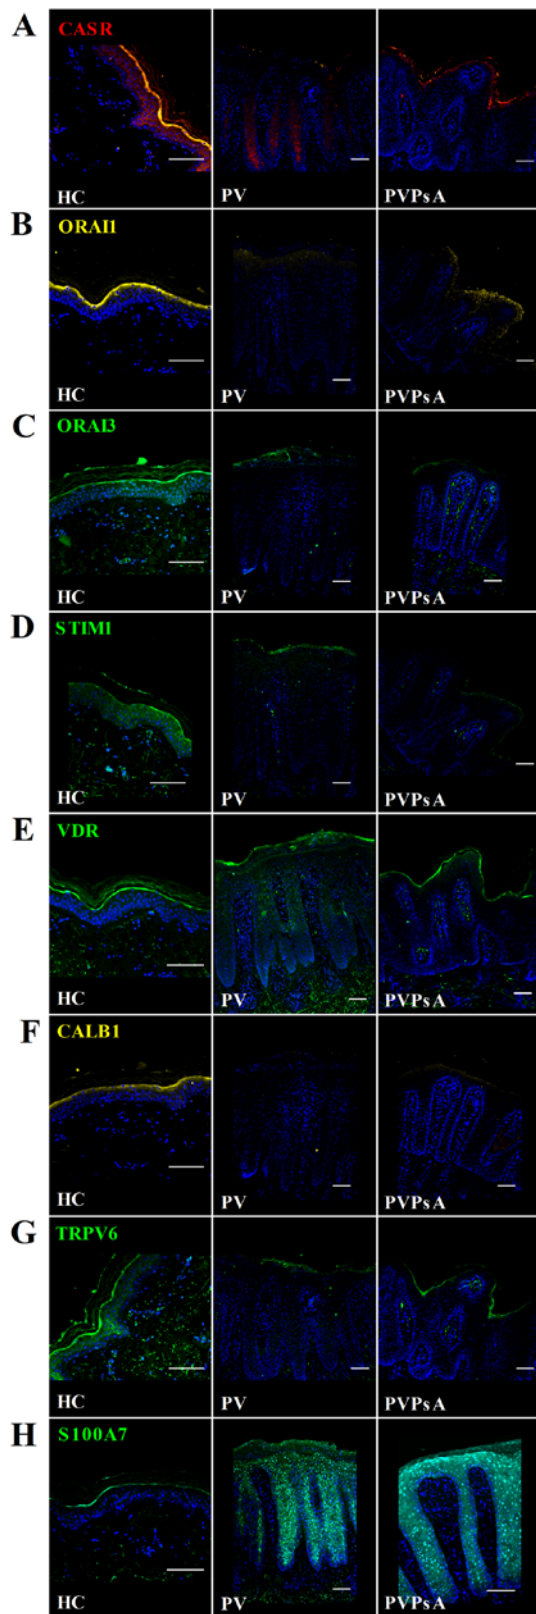 A
CASR
HC
PV
PVPsA
B
ORAI1
HC
PV
PVPsA
C
ORAI3
HC
PV
PVPsA
D
STIM1
HC
PV
PVPsA
E
VDR
HC
PV
PVPsA
F
CALB1
HC
PV
PVPsA
G
TRPV6
HC
PV
PVPsA
H
S100A7
HC
PV
PVPsA